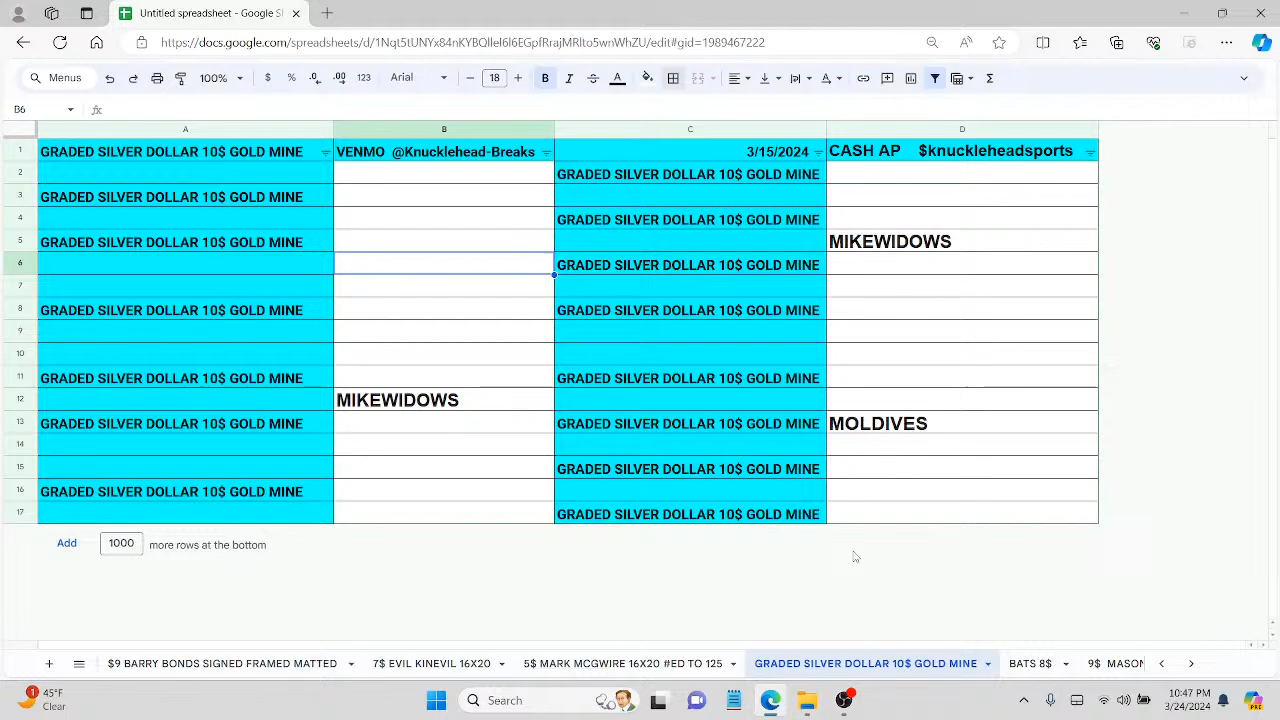 Untitled spreadsheet - Google Sl
https://docs.google.com/spreadsheets/d/1Nqt5tUNYx84nKYBQlleI6l6EGpfRrajMRIto5wnWhZU/edit#gid=1989467222
Menus 100% $ % .0 .00 123 Arial 18 B I A
B6 fx
A B C D
1 GRADED SILVER DOLLAR 10$ GOLD MINE VENMO @Knucklehead-Breaks 3/15/2024 CASH AP $knuckleheadsports
2 GRADED SILVER DOLLAR 10$ GOLD MINE
3 GRADED SILVER DOLLAR 10$ GOLD MINE
4 GRADED SILVER DOLLAR 10$ GOLD MINE
5 GRADED SILVER DOLLAR 10$ GOLD MINE MIKEWIDOWS
6 GRADED SILVER DOLLAR 10$ GOLD MINE
7
8 GRADED SILVER DOLLAR 10$ GOLD MINE GRADED SILVER DOLLAR 10$ GOLD MINE
9
10
11 GRADED SILVER DOLLAR 10$ GOLD MINE GRADED SILVER DOLLAR 10$ GOLD MINE
12 MIKEWIDOWS
13 GRADED SILVER DOLLAR 10$ GOLD MINE GRADED SILVER DOLLAR 10$ GOLD MINE MOLDIVES
14
15 GRADED SILVER DOLLAR 10$ GOLD MINE
16 GRADED SILVER DOLLAR 10$ GOLD MINE
17 GRADED SILVER DOLLAR 10$ GOLD MINE
Add 1000 more rows at the bottom
$9 BARRY BONDS SIGNED FRAMED MATTED 7$ EVIL KINEVIL 16X20 5$ MARK MCGWIRE 16X20 #ED TO 125 GRADED SILVER DOLLAR 10$ GOLD MINE BATS 8$ 9$ MASON
1 45°F Search 10:47 PM
Clear 3/24/2024